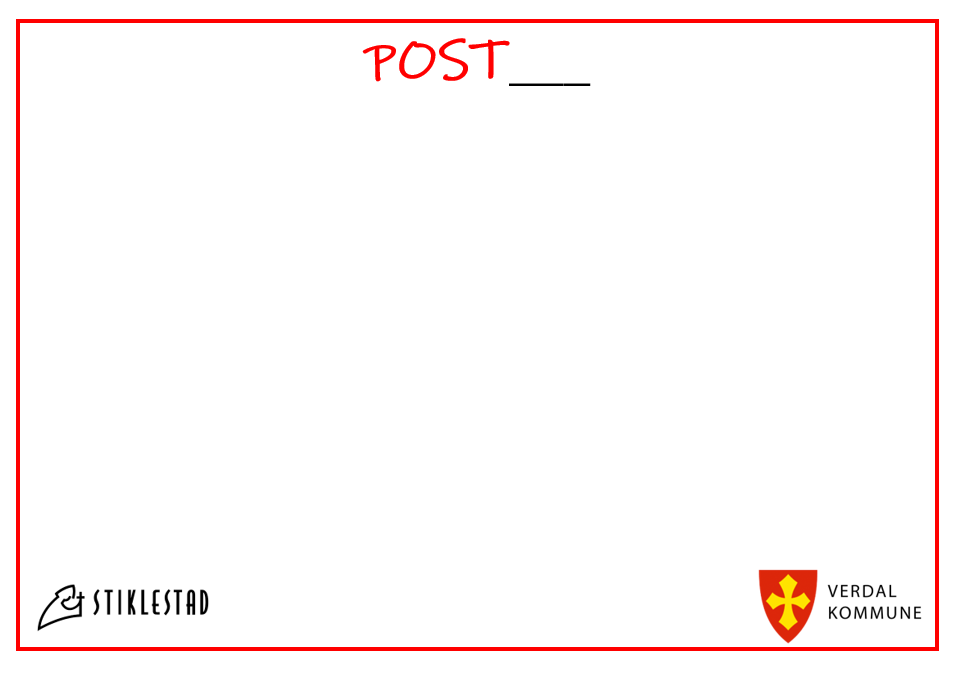 POST___
STIKLESTAD
VERDAL
KOMMUNE